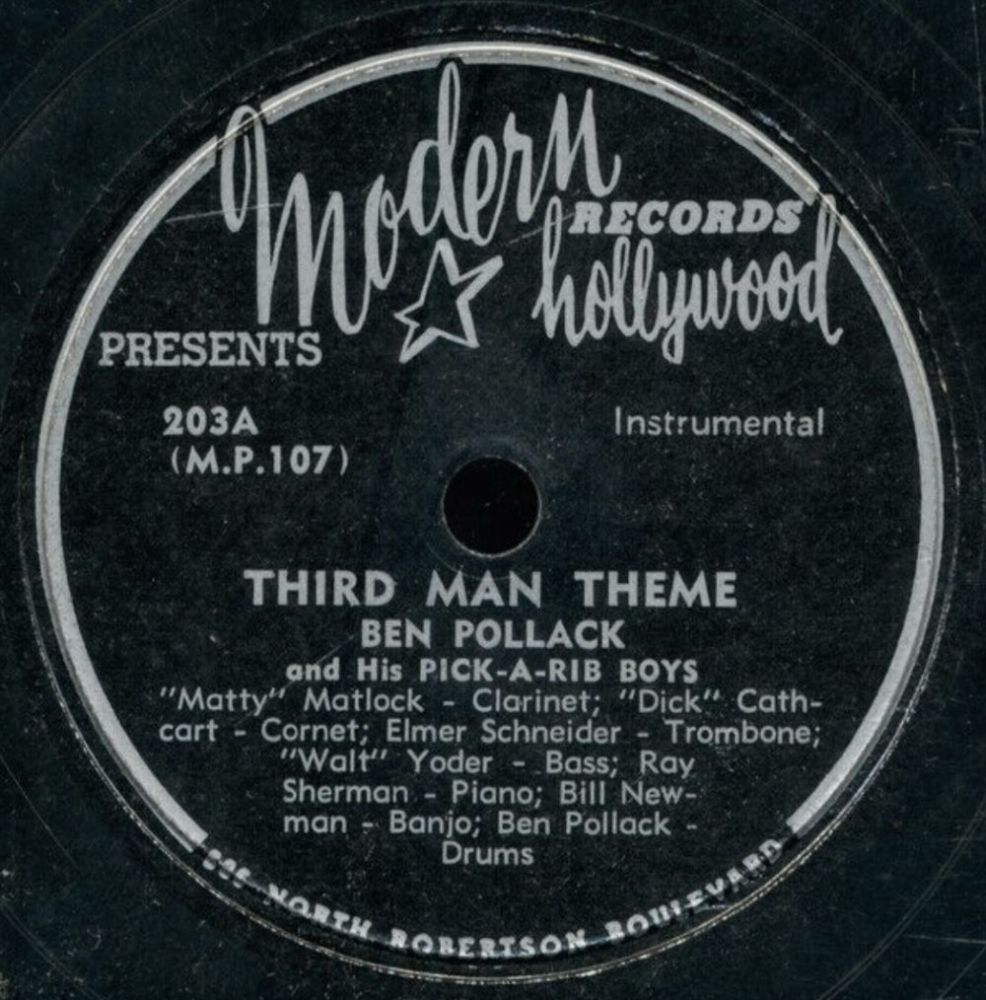 Modern
RECORDS
hollywood
PRESENTS
203A
Instrumental
(M.P.107)
THIRD MAN THEME
BEN POLLACK
and His PICK-A-RIB BOYS
"Matty" Matlock - Clarinet; "Dick" Cath-
cart - Cornet; Elmer Schneider - Trombone;
"Walt" Yoder - Bass; Ray
Sherman - Piano; Bill New-
man - Banjo; Ben Pollack -
Drums
NORTH ROBERTSON BOULEVARD